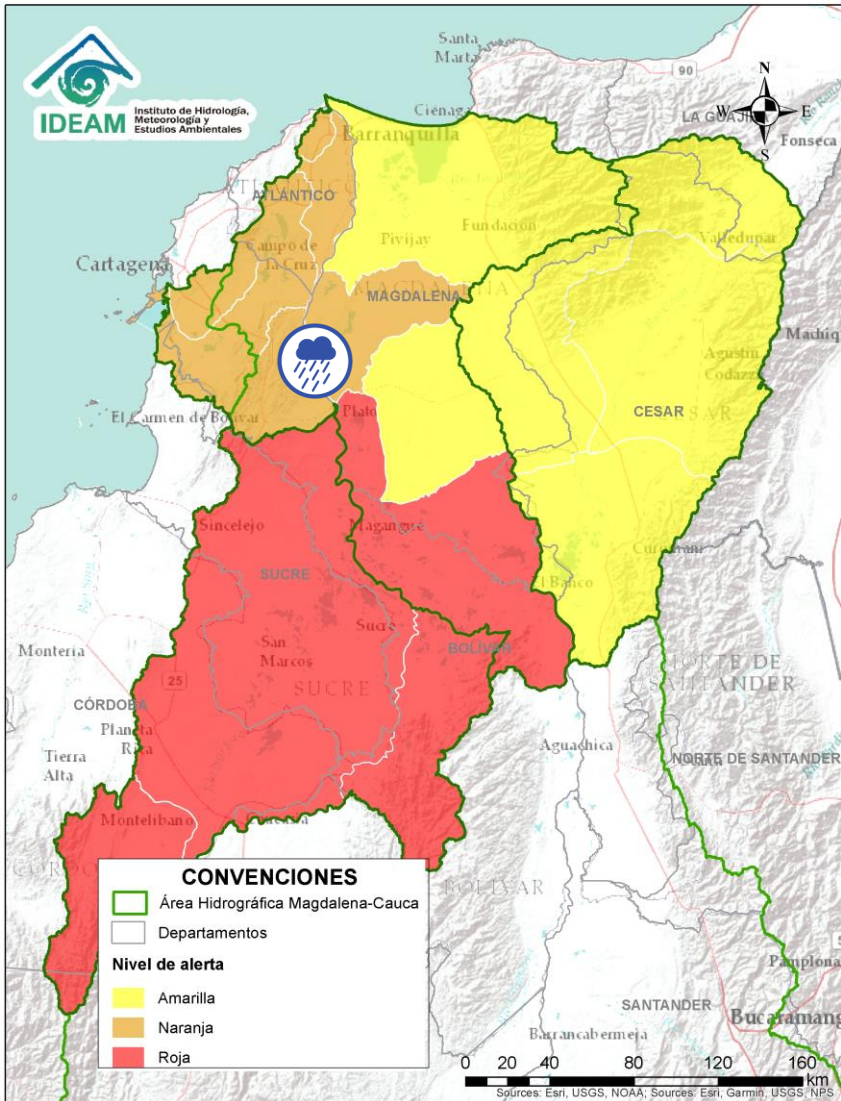 IDEAM
Instituto de Hidrología,
Meteorología y
Estudios Ambientales
Santa
Marta
90
N
W
E
S
LA GUAJI
Fonseca
Ciénaga
Barranquilla
ATLÁNTICO
Campo de
la Cruz
Cartagena
Pivijay
Fundación
Valledupar
MAGDALENA
Agustín
Codazzi
Machiq
El Carmen de Bolívar
Plato
CESAR
Sincelejo
Magangue
SUCRE
El Banco
San
Marcos
Sucre
BOLÍVAR
Montería
SUCRE
25
CÓRDOBA
Planeta
Rica
Tierra
Alta
NORTE DE
SANTANDER
Aguachica
NORTE DE SANTANDER
Montelíbano
BOLÍVAR
CONVENCIONES
Área Hidrográfica Magdalena-Cauca
Departamentos
Nivel de alerta
Amarilla
Naranja
Roja
Pamplona
SANTANDER
Bucaramang
Barrancabermeja
0 20 40 80 120 160
km
Sources: Esri, USGS, NOAA; Sources: Esri, Garmin, USGS, NPS